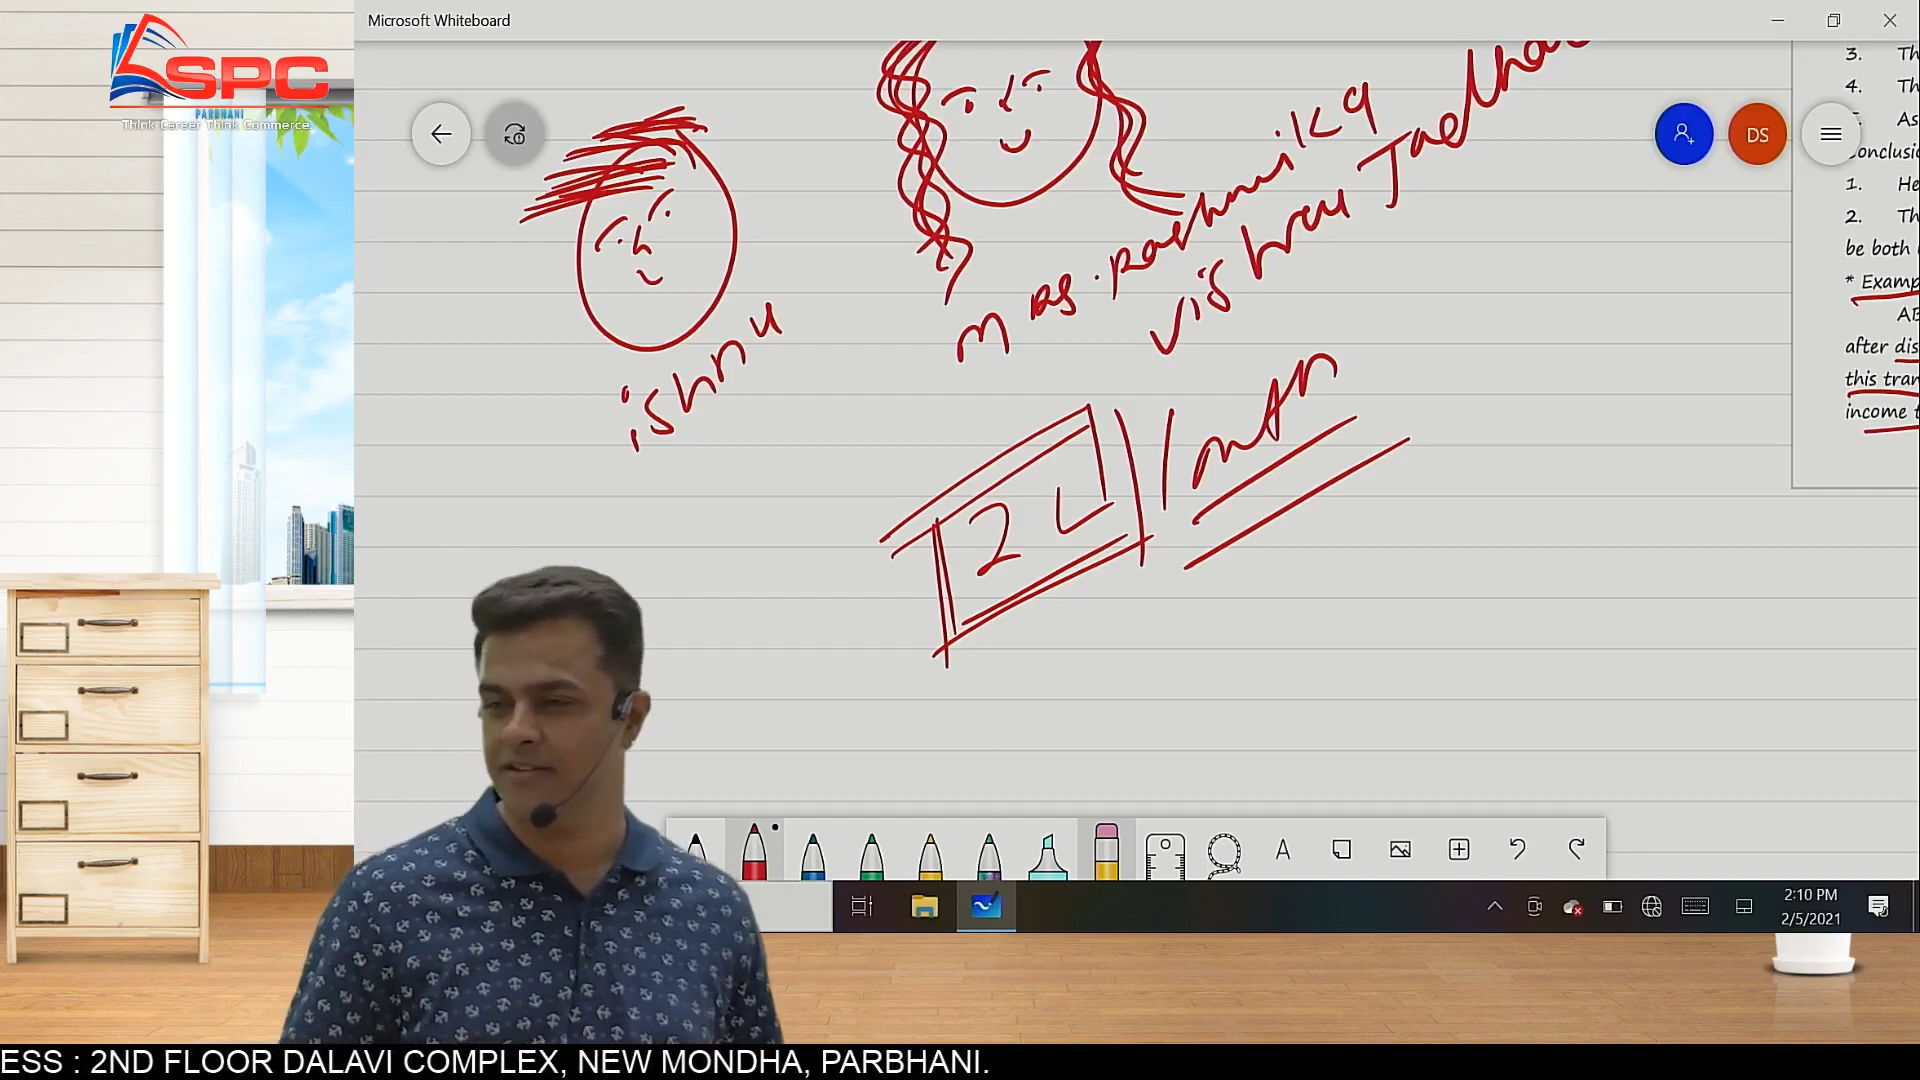 Microsoft Whiteboard
SPC
PARBHANI
Think Career Think Commerce.
DS
3. Th
4. Th
As
onclusio
1. He
2. Th
be both
* Examp
AB
after dis
this tran
income t
ishnu
mrs. Rashmika
Vishnu Jadhav
2 L / mth
2:10 PM
2/5/2021
ESS : 2ND FLOOR DALAVI COMPLEX, NEW MONDHA, PARBHANI.